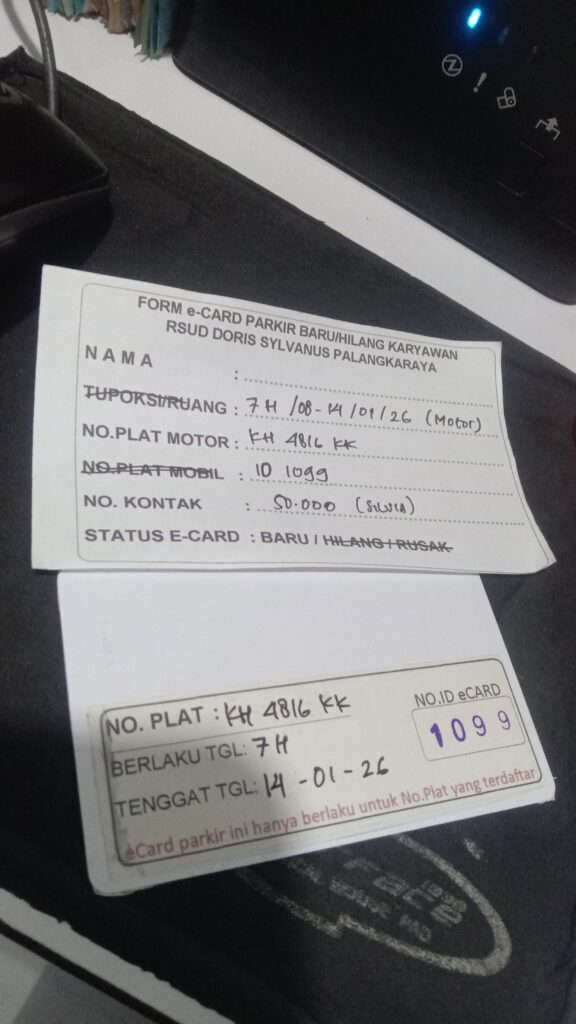 FORM e-CARD PARKIR BARU/HILANG KARYAWAN
RSUD DORIS SYLVANUS PALANGKARAYA
NAMA :
TUPOKSI/RUANG : 7H /08-14/01/26 (Motor)
NO.PLAT MOTOR : KH 4816 KK
NO.PLAT MOBIL : ID 1099
NO. KONTAK : 50.000 (SILVIA)
STATUS E-CARD : BARU / HILANG / RUSAK
NO. PLAT : KH 4816 KK
NO.ID eCARD
1099
BERLAKU TGL: 7H
TENGGAT TGL: 14-01-26
eCard parkir ini hanya berlaku untuk No.Plat yang terdaftar